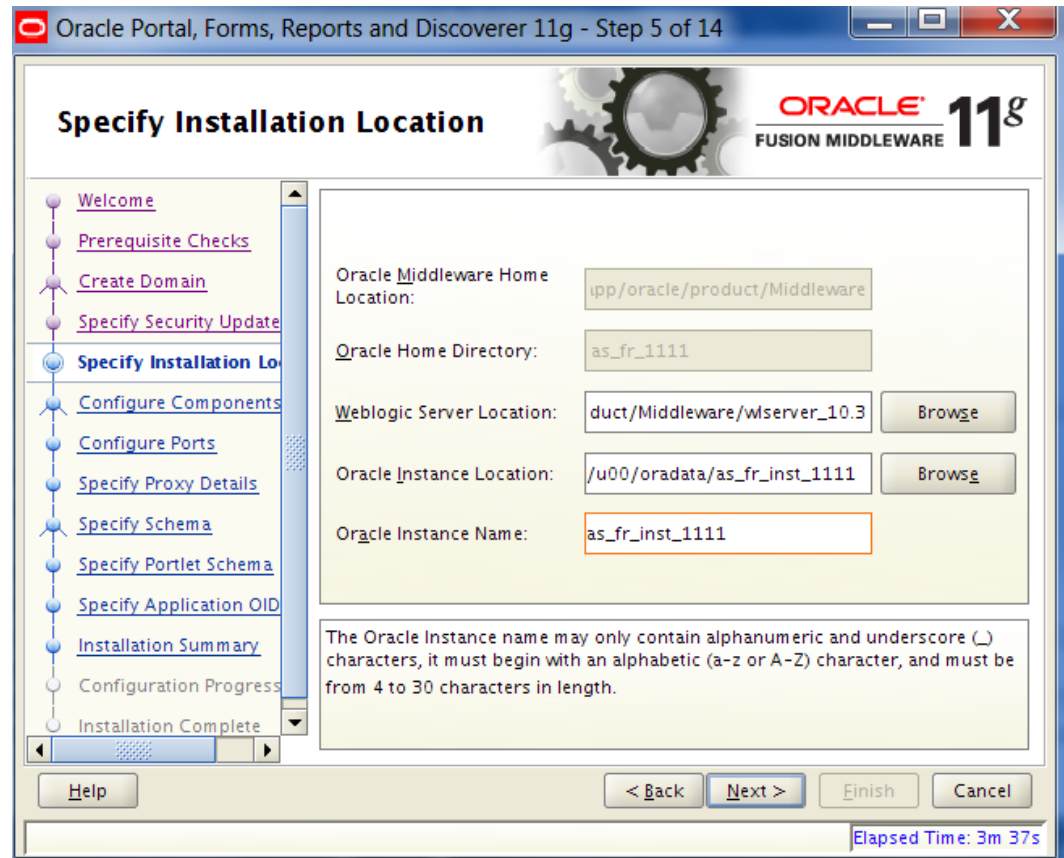 Oracle Portal, Forms, Reports and Discoverer 11g - Step 5 of 14
Specify Installation Location
ORACLE
FUSION MIDDLEWARE
11g
Welcome
Prerequisite Checks
Create Domain
Specify Security Update
Specify Installation Lo
Configure Components
Configure Ports
Specify Proxy Details
Specify Schema
Specify Portlet Schema
Specify Application OID
Installation Summary
Configuration Progress
Installation Complete
Oracle Middleware Home
Location:
app/oracle/product/Middleware
Oracle Home Directory:
as_fr_1111
Weblogic Server Location:
duct/Middleware/wlserver_10.3
Browse
Oracle Instance Location:
/u00/oradata/as_fr_inst_1111
Browse
Oracle Instance Name:
as_fr_inst_1111
The Oracle Instance name may only contain alphanumeric and underscore (_)
characters, it must begin with an alphabetic (a-z or A-Z) character, and must be
from 4 to 30 characters in length.
Help
< Back
Next >
Finish
Cancel
Elapsed Time: 3m 37s